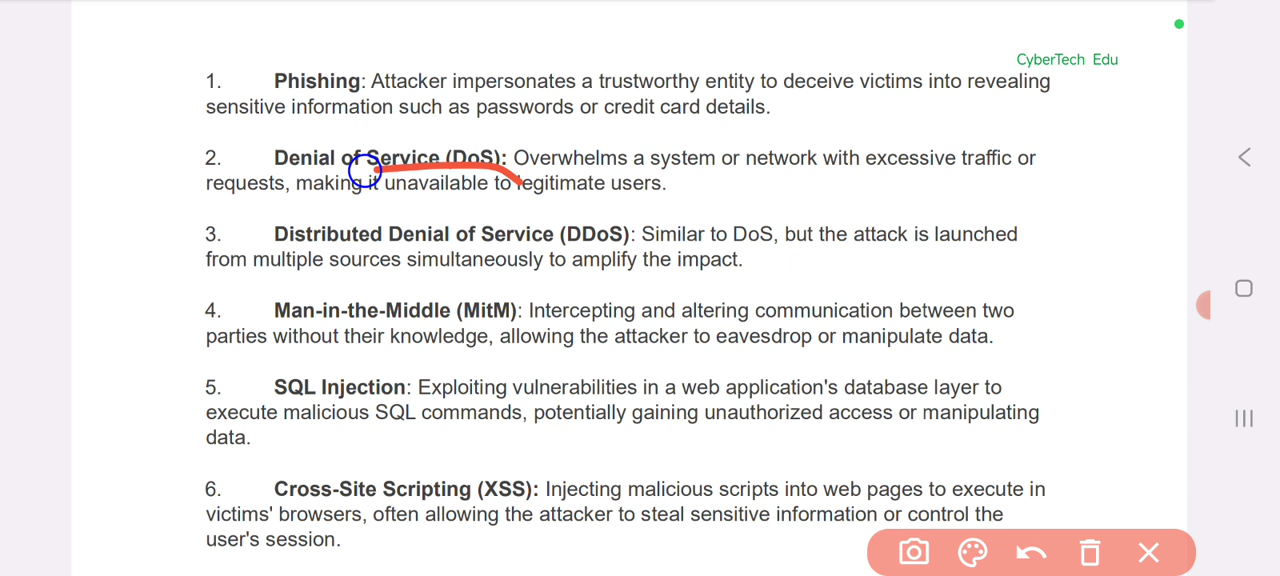 CyberTech Edu
1. Phishing: Attacker impersonates a trustworthy entity to deceive victims into revealing
sensitive information such as passwords or credit card details.
2. Denial of Service (DoS): Overwhelms a system or network with excessive traffic or
requests, making it unavailable to legitimate users.
3. Distributed Denial of Service (DDoS): Similar to DoS, but the attack is launched
from multiple sources simultaneously to amplify the impact.
4. Man-in-the-Middle (MitM): Intercepting and altering communication between two
parties without their knowledge, allowing the attacker to eavesdrop or manipulate data.
5. SQL Injection: Exploiting vulnerabilities in a web application's database layer to
execute malicious SQL commands, potentially gaining unauthorized access or manipulating
data.
6. Cross-Site Scripting (XSS): Injecting malicious scripts into web pages to execute in
victims' browsers, often allowing the attacker to steal sensitive information or control the
user's session.